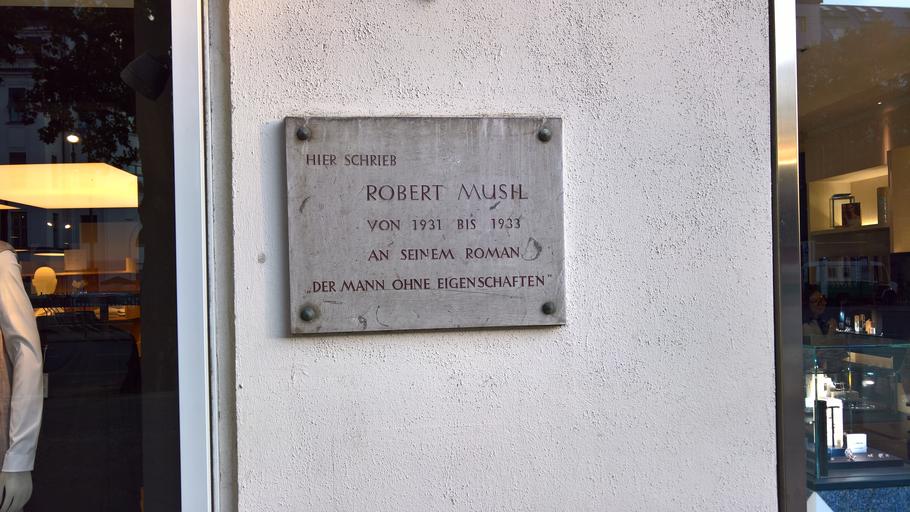 HIER SCHRIEB
ROBERT MUSIL
VON 1931 BIS 1933
AN SEINEM ROMAN
„DER MANN OHNE EIGENSCHAFTEN"